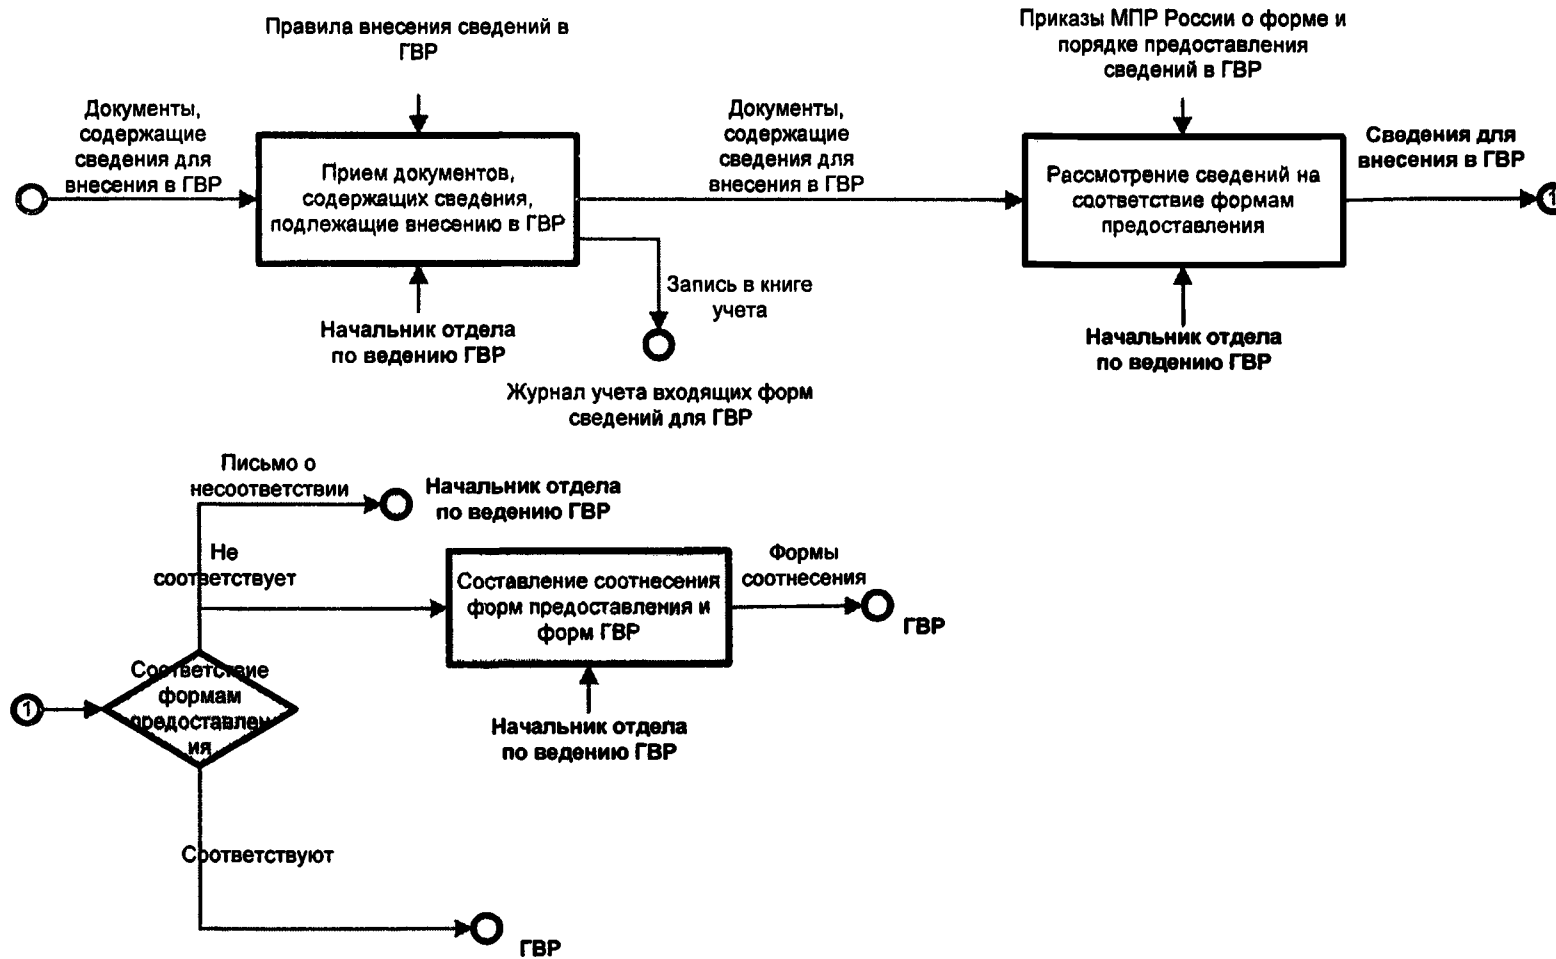 Правила внесения сведений в
ГВР
Приказы МПР России о форме и
порядке предоставления
сведений в ГВР
Документы,
содержащие
сведения для
внесения в ГВР
Прием документов,
содержащих сведения,
подлежащие внесению в ГВР
Документы,
содержащие
сведения для
внесения в ГВР
Рассмотрение сведений на
соответствие формам
предоставления
Сведения для
внесения в ГВР
1
Начальник отдела
по ведению ГВР
Запись в книге
учета
Начальник отдела
по ведению ГВР
Журнал учета входящих форм
сведений для ГВР
Письмо о
несоответствии
Начальник отдела
по ведению ГВР
Не
соответствует
Составление соотнесения
форм предоставления и
форм ГВР
Формы
соотнесения
ГВР
1
Соответствие
формам
предоставлен
ия
Начальник отдела
по ведению ГВР
Соответствуют
ГВР